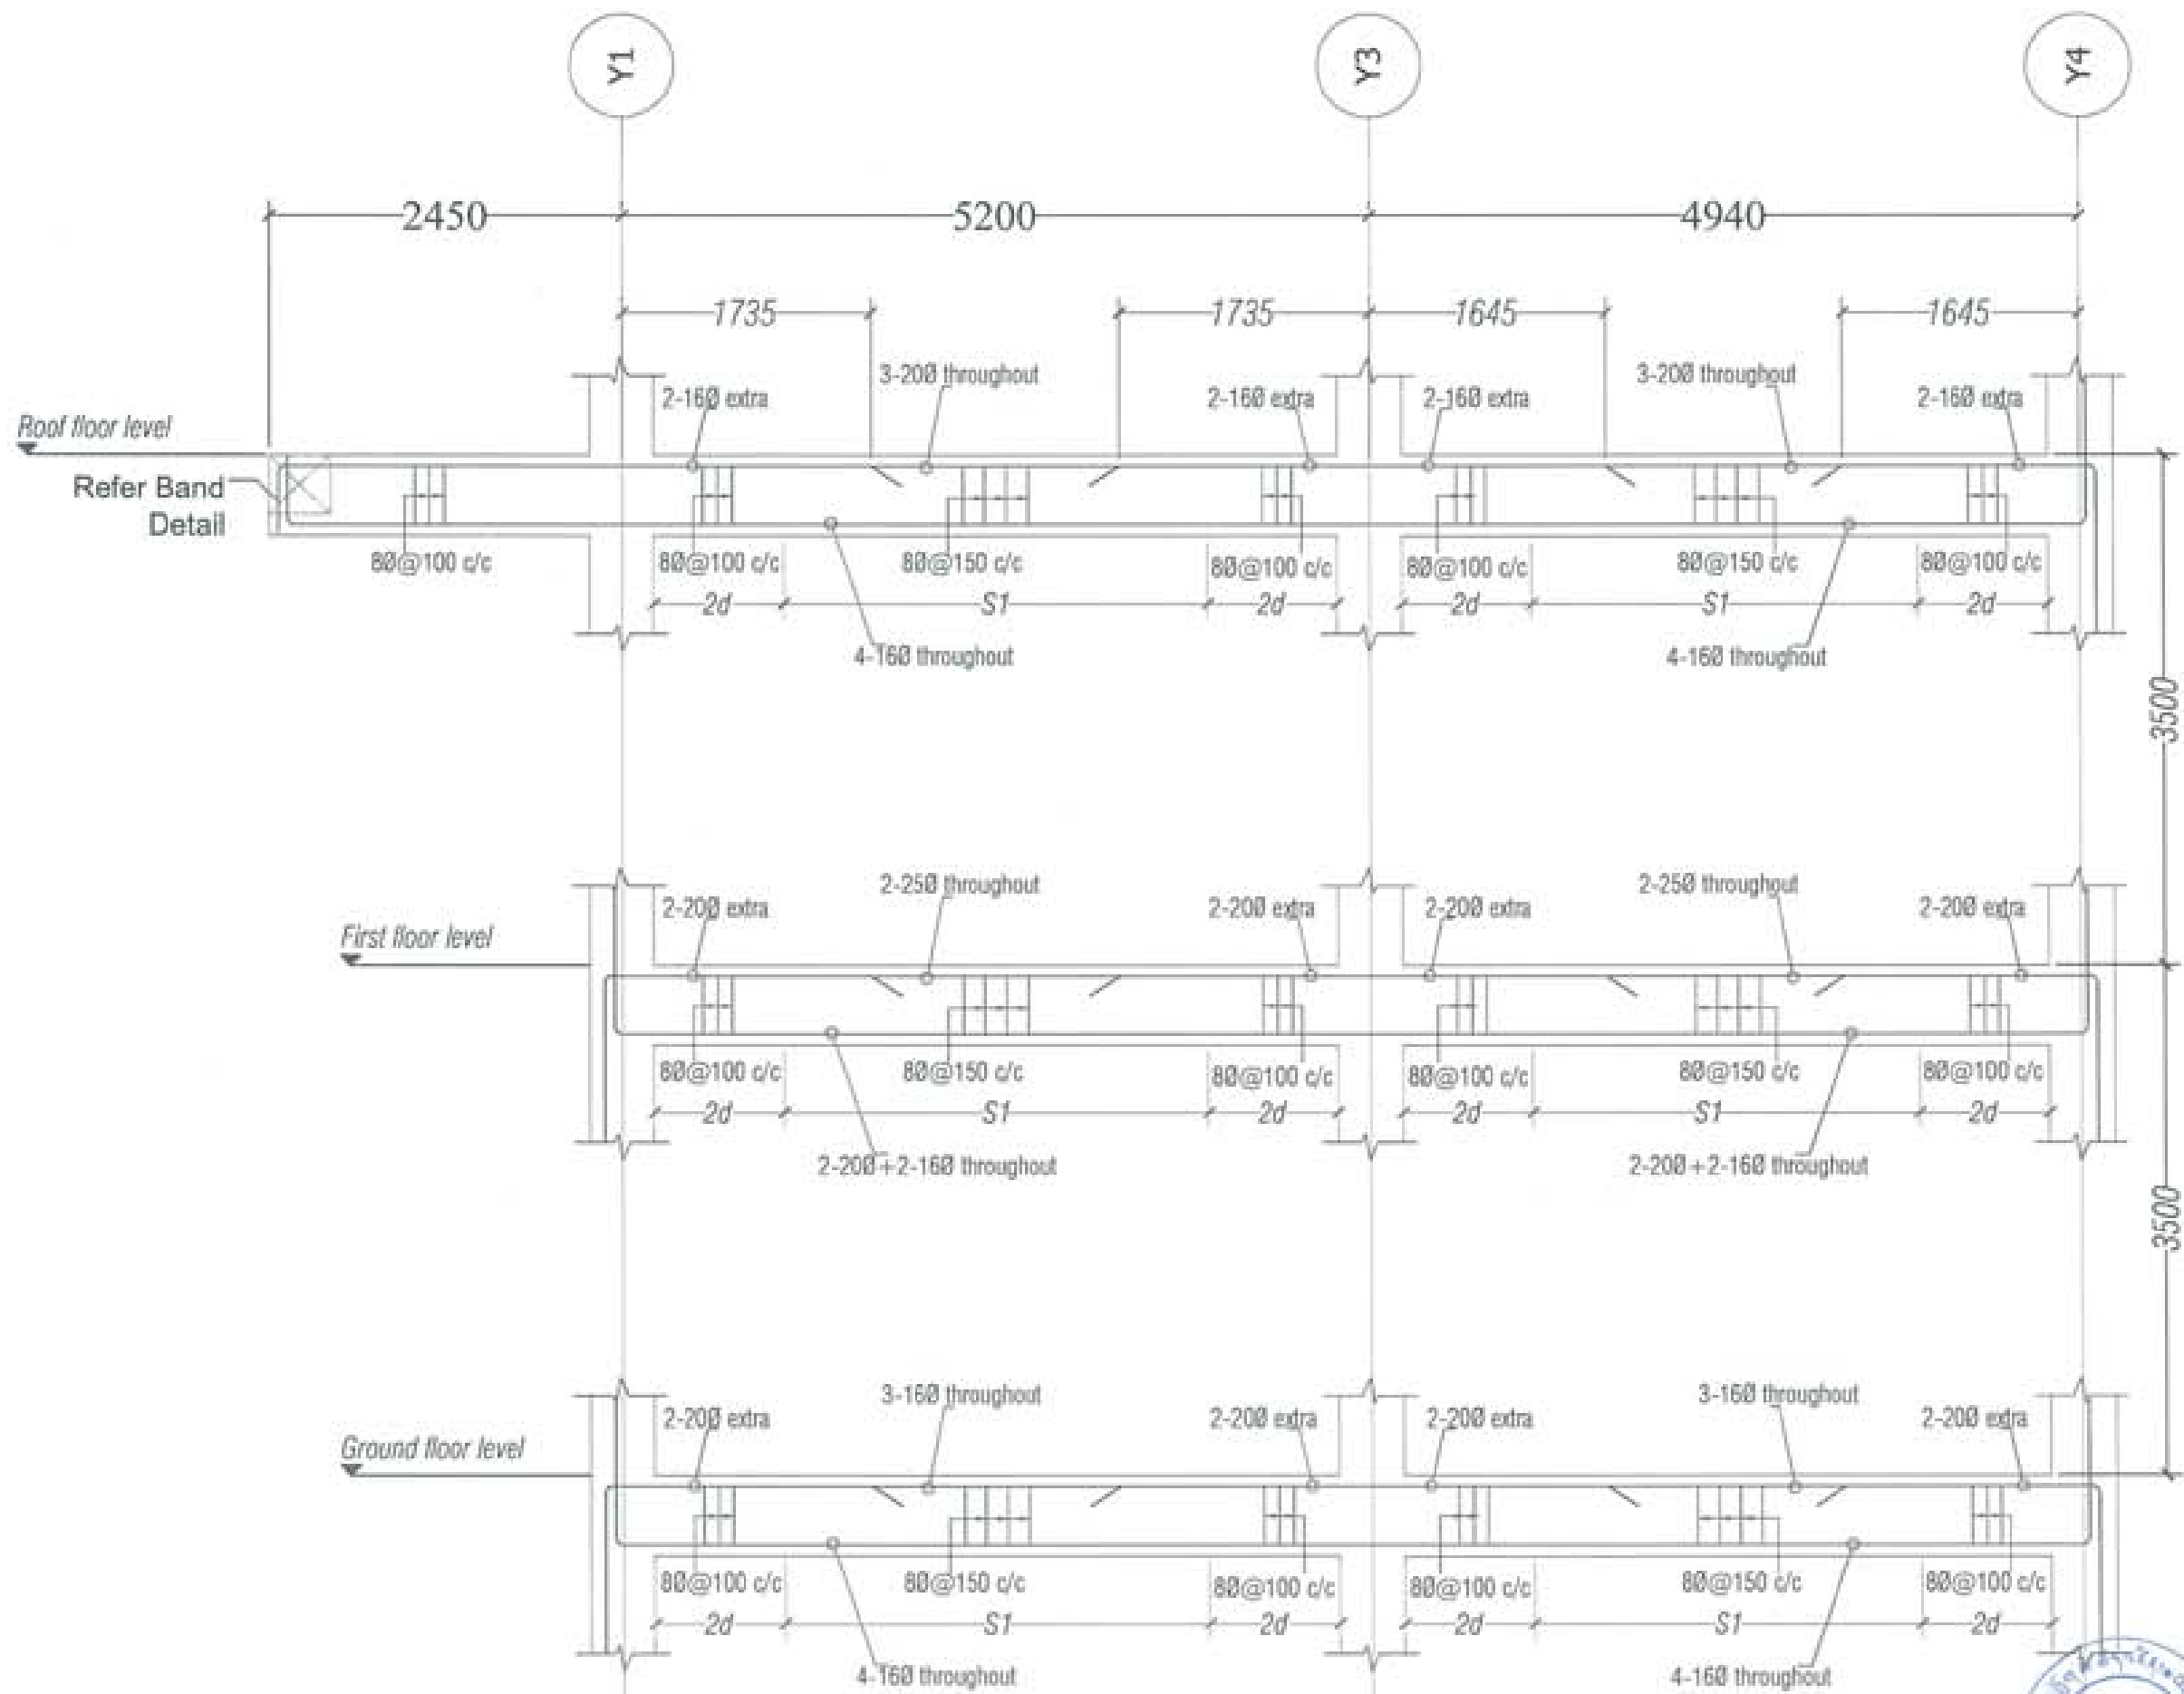 Y1 Y3 Y4
2450 5200 4940
1735 1735 1645 1645
3-20Ø throughout 3-20Ø throughout
2-16Ø extra 2-16Ø extra 2-16Ø extra 2-16Ø extra
Roof floor level
Refer Band
Detail
8Ø@100 c/c 8Ø@100 c/c 8Ø@150 c/c 8Ø@100 c/c 8Ø@100 c/c 8Ø@150 c/c 8Ø@100 c/c
2d S1 2d 2d S1 2d
4-16Ø throughout 4-16Ø throughout
3500
2-25Ø throughout 2-25Ø throughout
2-20Ø extra 2-20Ø extra 2-20Ø extra 2-20Ø extra
First floor level
8Ø@100 c/c 8Ø@150 c/c 8Ø@100 c/c 8Ø@100 c/c 8Ø@150 c/c 8Ø@100 c/c
2d S1 2d 2d S1 2d
2-20Ø+2-16Ø throughout 2-20Ø+2-16Ø throughout
3500
3-16Ø throughout 3-16Ø throughout
2-20Ø extra 2-20Ø extra 2-20Ø extra 2-20Ø extra
Ground floor level
8Ø@100 c/c 8Ø@150 c/c 8Ø@100 c/c 8Ø@100 c/c 8Ø@150 c/c 8Ø@100 c/c
2d S1 2d 2d S1 2d
4-16Ø throughout 4-16Ø throughout